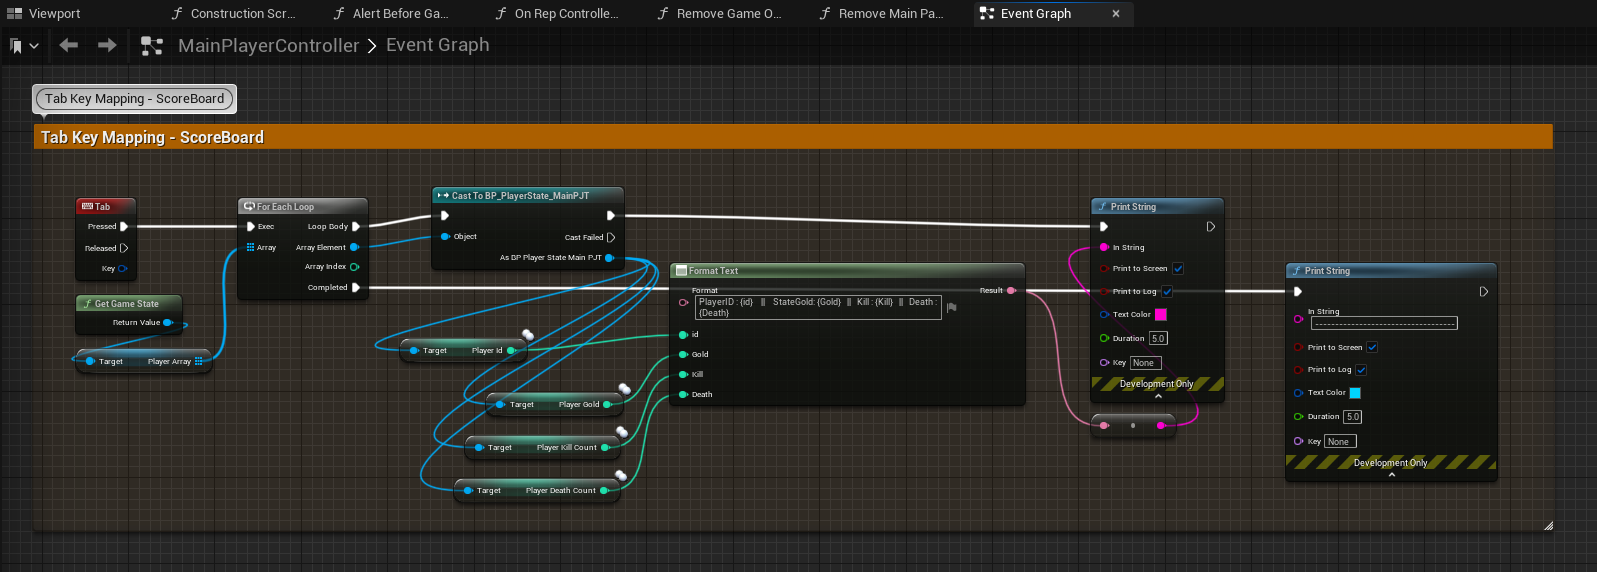 Viewport
Construction Scr...
Alert Before Ga...
On Rep Controlle...
Remove Game O...
Remove Main Pa...
Event Graph
MainPlayerController > Event Graph
Tab Key Mapping - ScoreBoard
Tab Key Mapping - ScoreBoard
Tab
Pressed
Released
Key
Get Game State
Return Value
Target
Player Array
For Each Loop
Exec
Loop Body
Array
Array Element
Array Index
Completed
Cast To BP_PlayerState_MainPJT
Object
Cast Failed
As BP Player State Main PJT
Target
Player Id
Target
Player Gold
Target
Player Kill Count
Target
Player Death Count
Format Text
Format
PlayerID : {id} || StateGold: {Gold} || Kill : {Kill} || Death :
{Death}
Result
id
Gold
Kill
Death
Print String
In String
Print to Screen
Print to Log
Text Color
Duration 5.0
Key None
Development Only
Print String
In String
Print to Screen
Print to Log
Text Color
Duration 5.0
Key None
Development Only